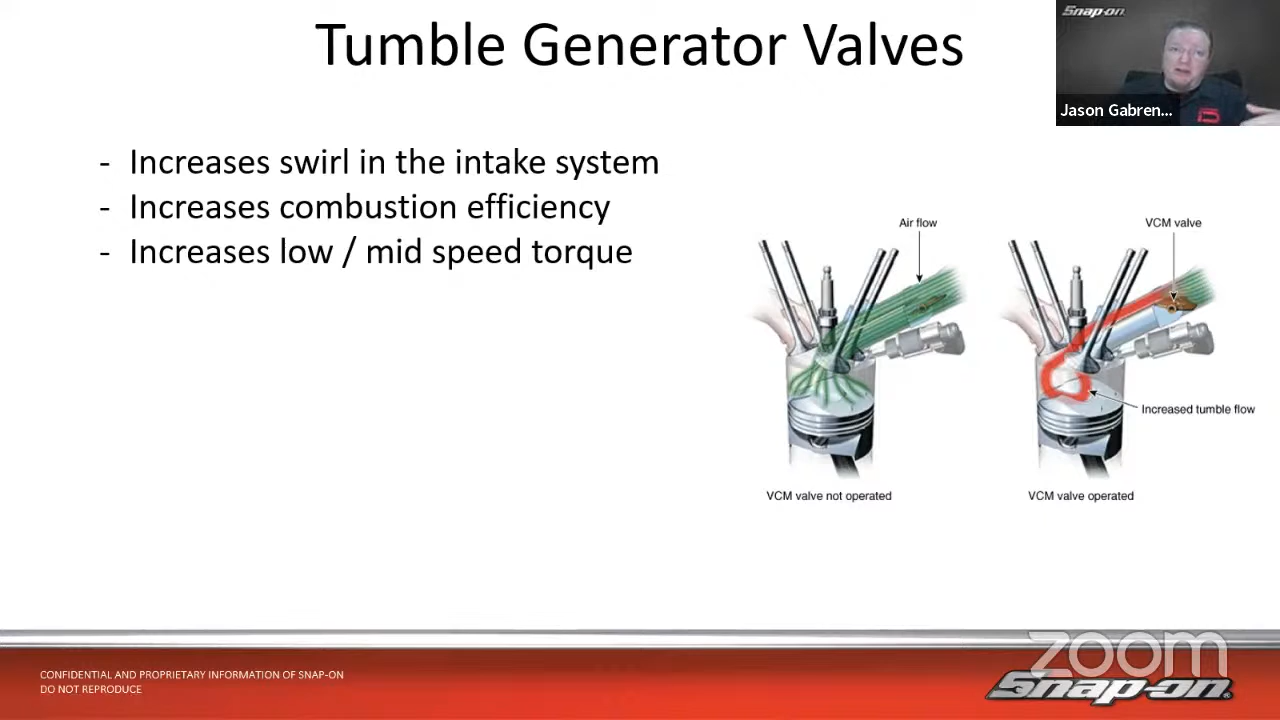 Tumble Generator Valves
Snap-on
Jason Gabren...
- Increases swirl in the intake system
- Increases combustion efficiency
- Increases low / mid speed torque
Air flow
VCM valve
Increased tumble flow
VCM valve not operated
VCM valve operated
CONFIDENTIAL AND PROPRIETARY INFORMATION OF SNAP-ON
DO NOT REPRODUCE
zoom
Snap-on